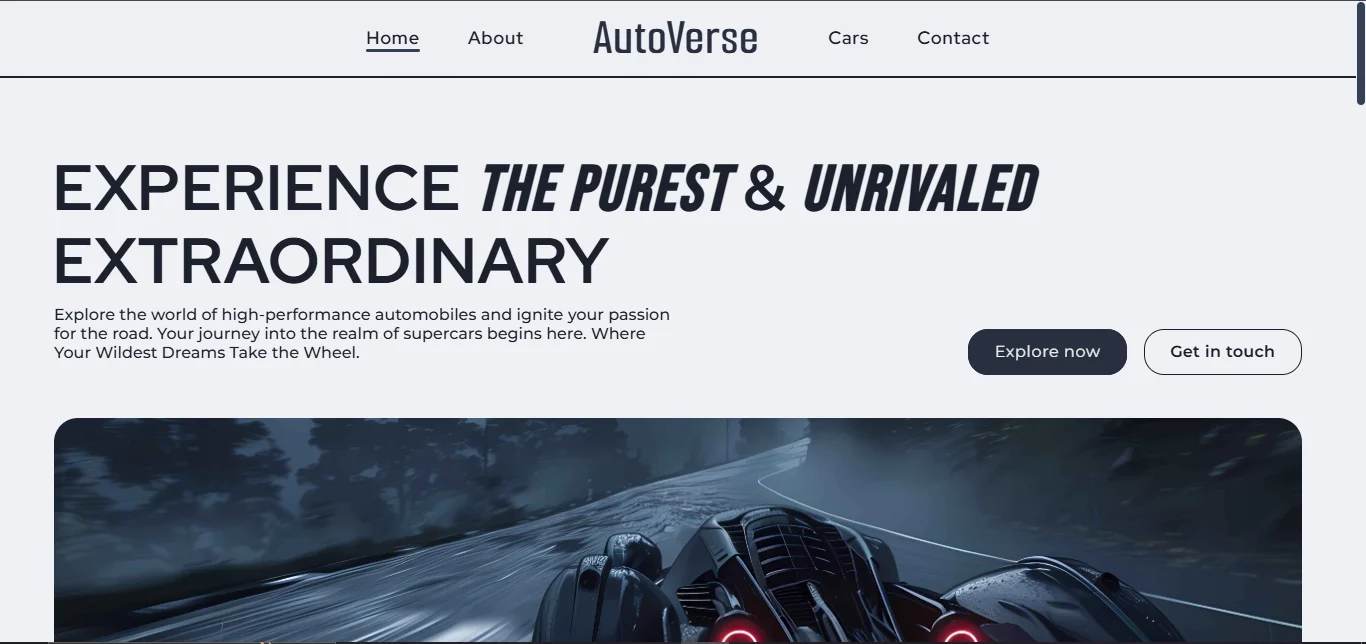 Home About AutoVerse Cars Contact
EXPERIENCE THE PUREST & UNRIVALED
EXTRAORDINARY
Explore the world of high-performance automobiles and ignite your passion
for the road. Your journey into the realm of supercars begins here. Where
Your Wildest Dreams Take the Wheel.
Explore now Get in touch